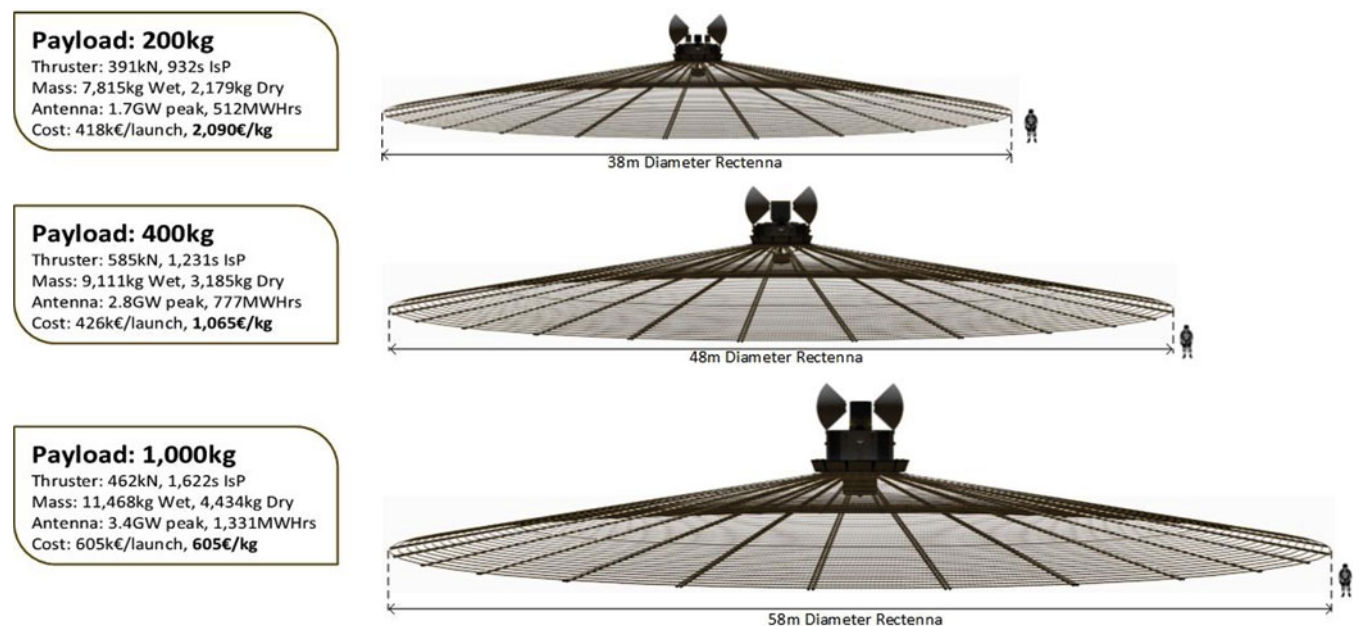 Payload: 200kg
Thruster: 391kN, 932s IsP
Mass: 7,815kg Wet, 2,179kg Dry
Antenna: 1.7GW peak, 512MWHrs
Cost: 418k€/launch, 2,090€/kg
38m Diameter Rectenna
Payload: 400kg
Thruster: 585kN, 1,231s IsP
Mass: 9,111kg Wet, 3,185kg Dry
Antenna: 2.8GW peak, 777MWHrs
Cost: 426k€/launch, 1,065€/kg
48m Diameter Rectenna
Payload: 1,000kg
Thruster: 462kN, 1,622s IsP
Mass: 11,468kg Wet, 4,434kg Dry
Antenna: 3.4GW peak, 1,331MWHrs
Cost: 605k€/launch, 605€/kg
58m Diameter Rectenna